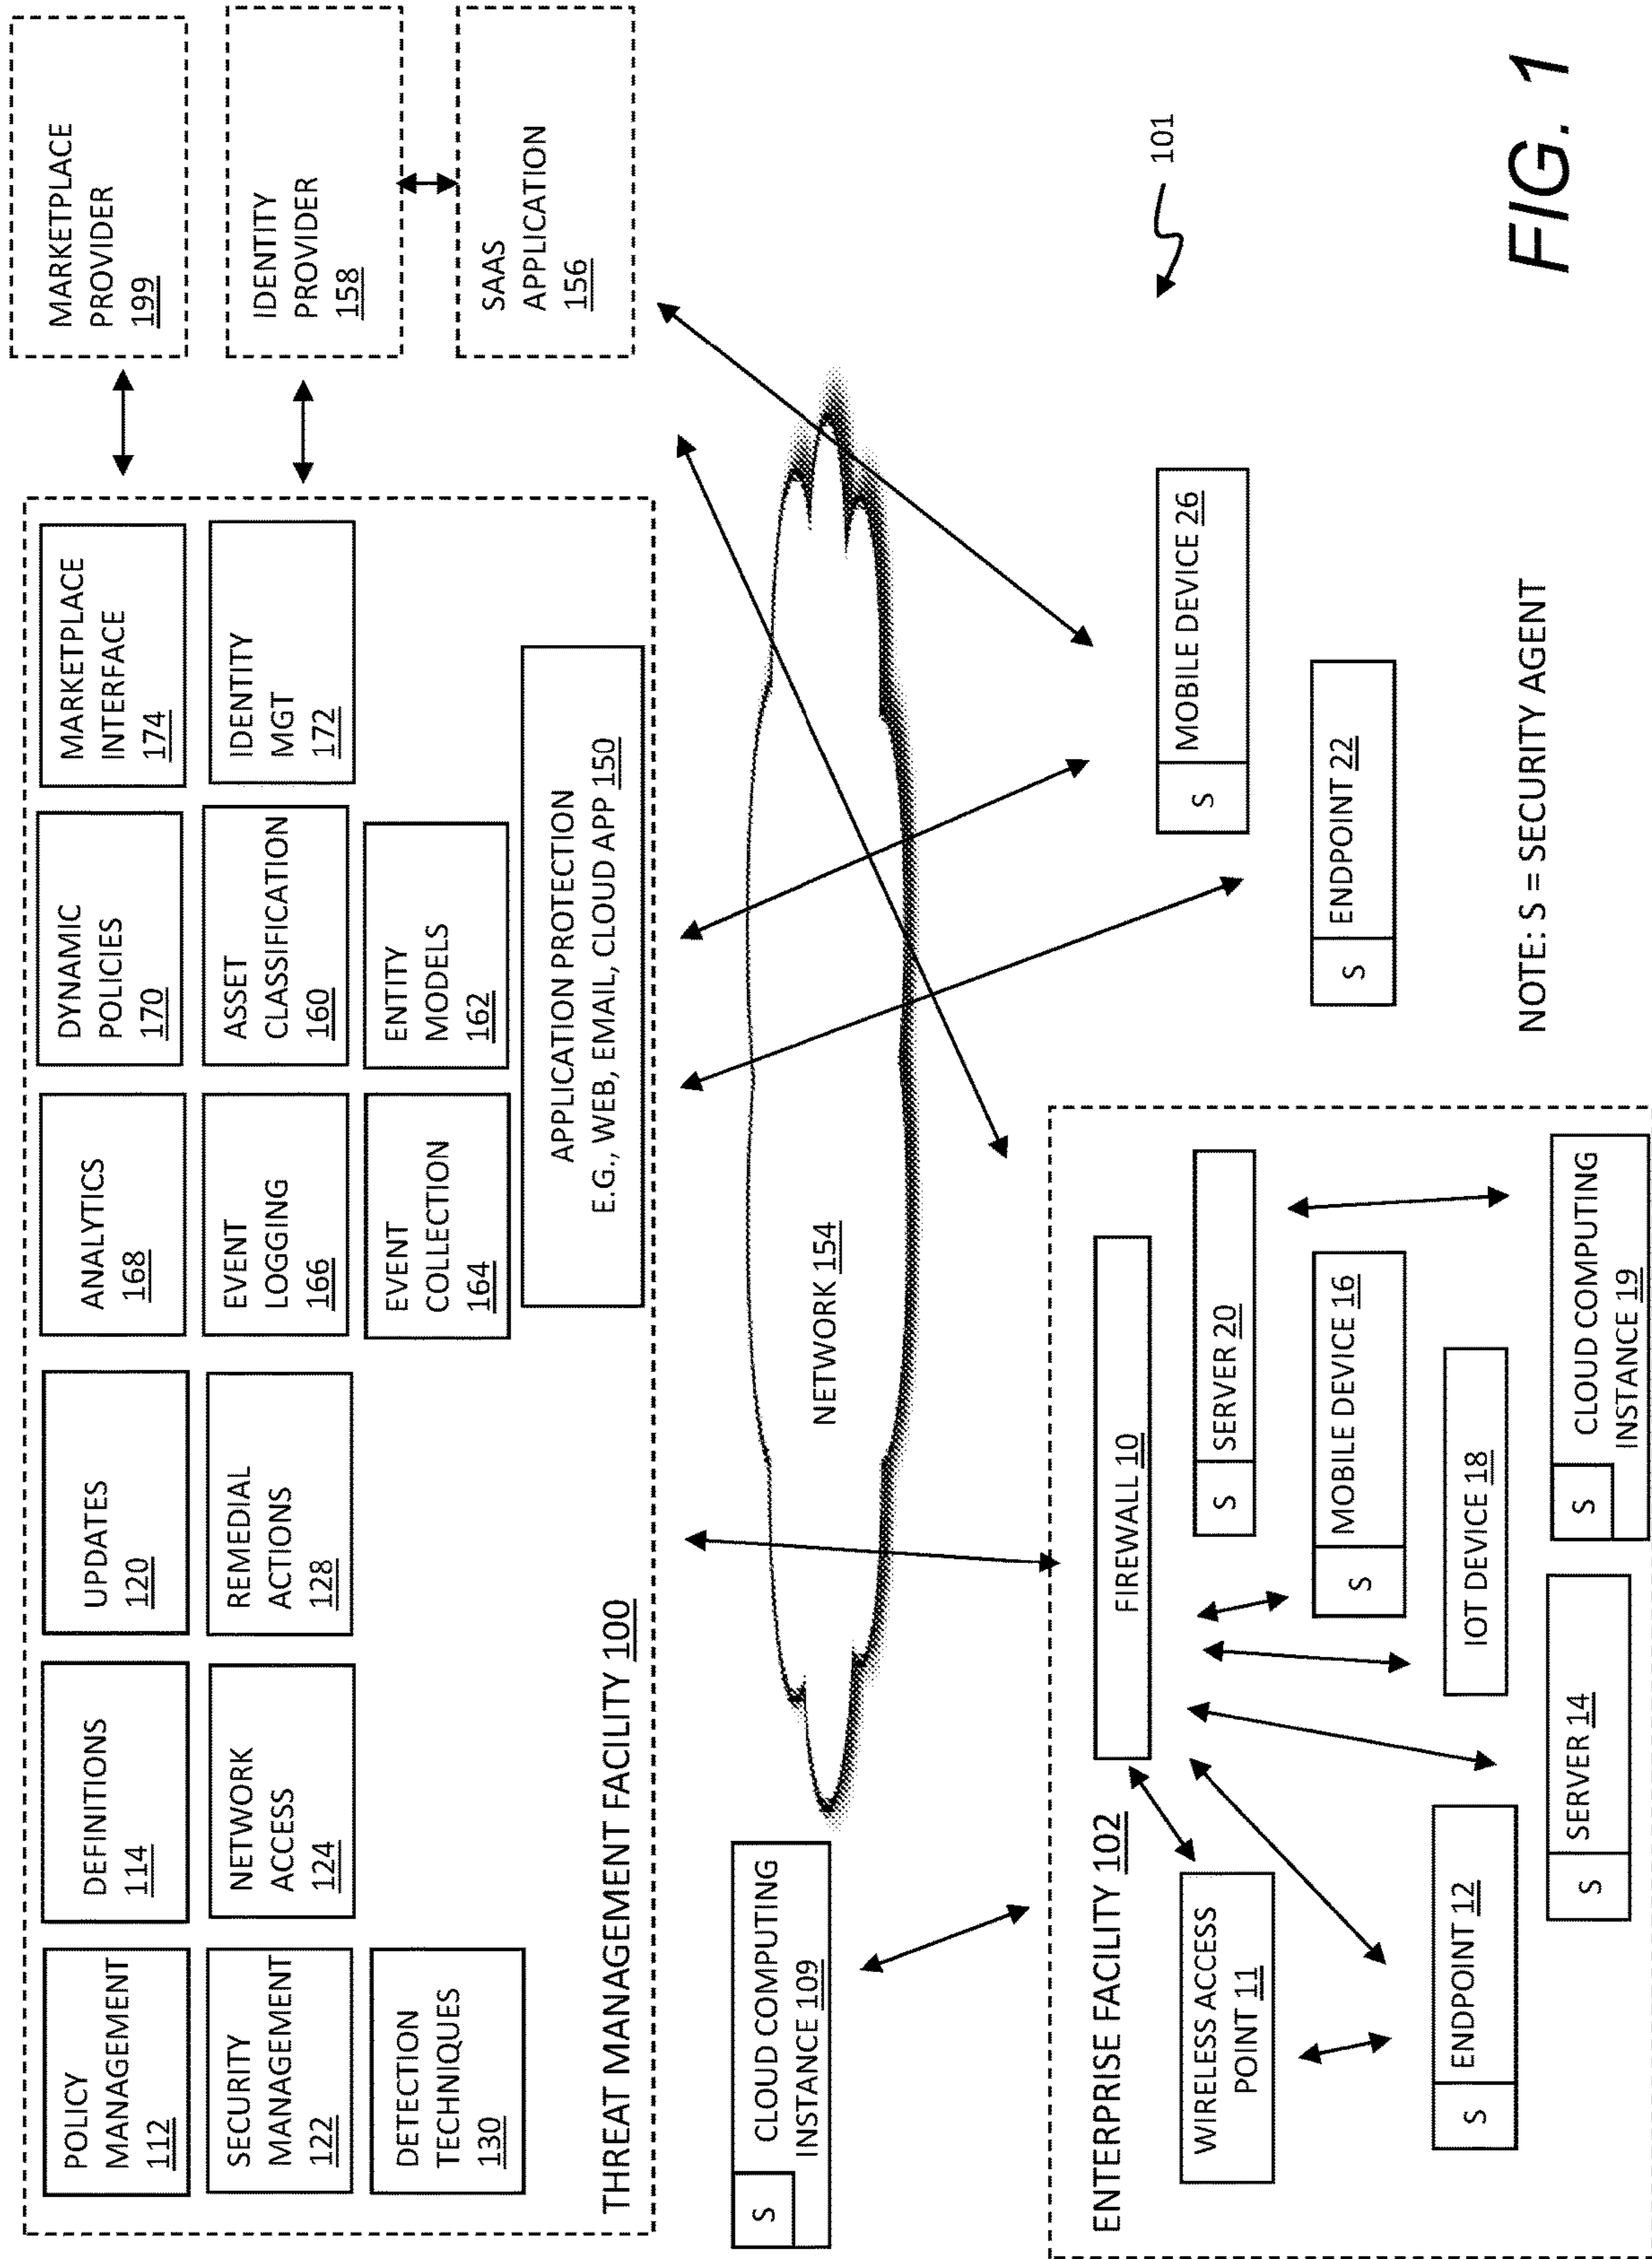 POLICY
MANAGEMENT
112
DEFINITIONS
114
UPDATES
120
ANALYTICS
168
DYNAMIC
POLICIES
170
MARKETPLACE
INTERFACE
174
MARKETPLACE
PROVIDER
199
SECURITY
MANAGEMENT
122
NETWORK
ACCESS
124
REMEDIAL
ACTIONS
128
EVENT
LOGGING
166
ASSET
CLASSIFICATION
160
IDENTITY
MGT
172
IDENTITY
PROVIDER
158
DETECTION
TECHNIQUES
130
EVENT
COLLECTION
164
ENTITY
MODELS
162
SAAS
APPLICATION
156
APPLICATION PROTECTION
E.G., WEB, EMAIL, CLOUD APP 150
THREAT MANAGEMENT FACILITY 100
S
CLOUD COMPUTING
INSTANCE 109
NETWORK 154
101
ENTERPRISE FACILITY 102
FIREWALL 10
WIRELESS ACCESS
POINT 11
S
SERVER 20
S
MOBILE DEVICE 16
S
ENDPOINT 12
IOT DEVICE 18
S
SERVER 14
S
CLOUD COMPUTING
INSTANCE 19
S
MOBILE DEVICE 26
S
ENDPOINT 22
NOTE: S = SECURITY AGENT
FIG. 1